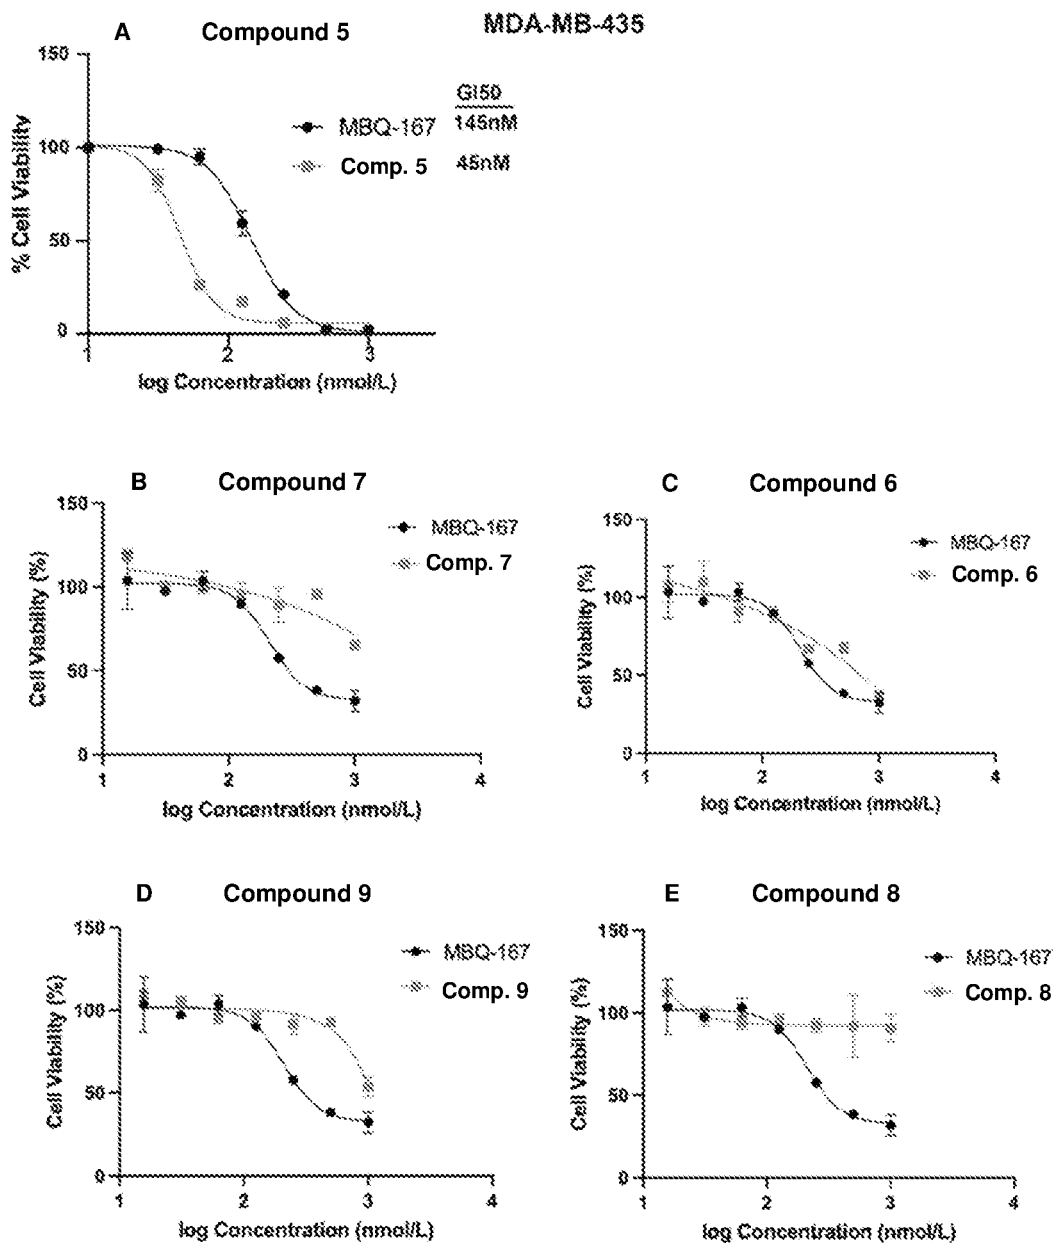 MDA-MB-435
A Compound 5
150
100
50
0
% Cell Viability
GI50
MBQ-167 145nM
Comp. 5 45nM
1 2 3
log Concentration (nmol/L)
B Compound 7
150
100
50
0
Cell Viability (%)
MBQ-167
Comp. 7
1 2 3 4
log Concentration (nmol/L)
C Compound 6
150
100
50
0
Cell Viability (%)
MBQ-167
Comp. 6
1 2 3 4
log Concentration (nmol/L)
D Compound 9
150
100
50
0
Cell Viability (%)
MBQ-167
Comp. 9
1 2 3 4
log Concentration (nmol/L)
E Compound 8
150
100
50
0
Cell Viability (%)
MBQ-167
Comp. 8
1 2 3 4
log Concentration (nmol/L)